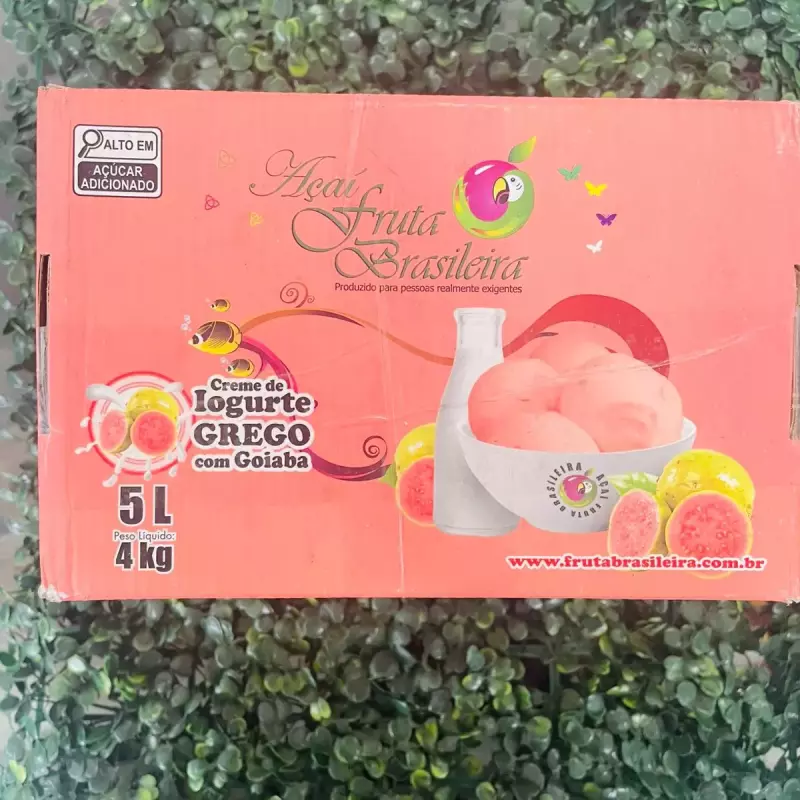 ALTO EM
AÇÚCAR
ADICIONADO
Açaí
Fruta
Brasileira
Produzido para pessoas realmente exigentes
Creme de
Iogurte
GREGO
com Goiaba
5 L
Peso Líquido:
4 kg
BRASILEIRA AÇAÍ FRUTA
www.frutabrasileira.com.br